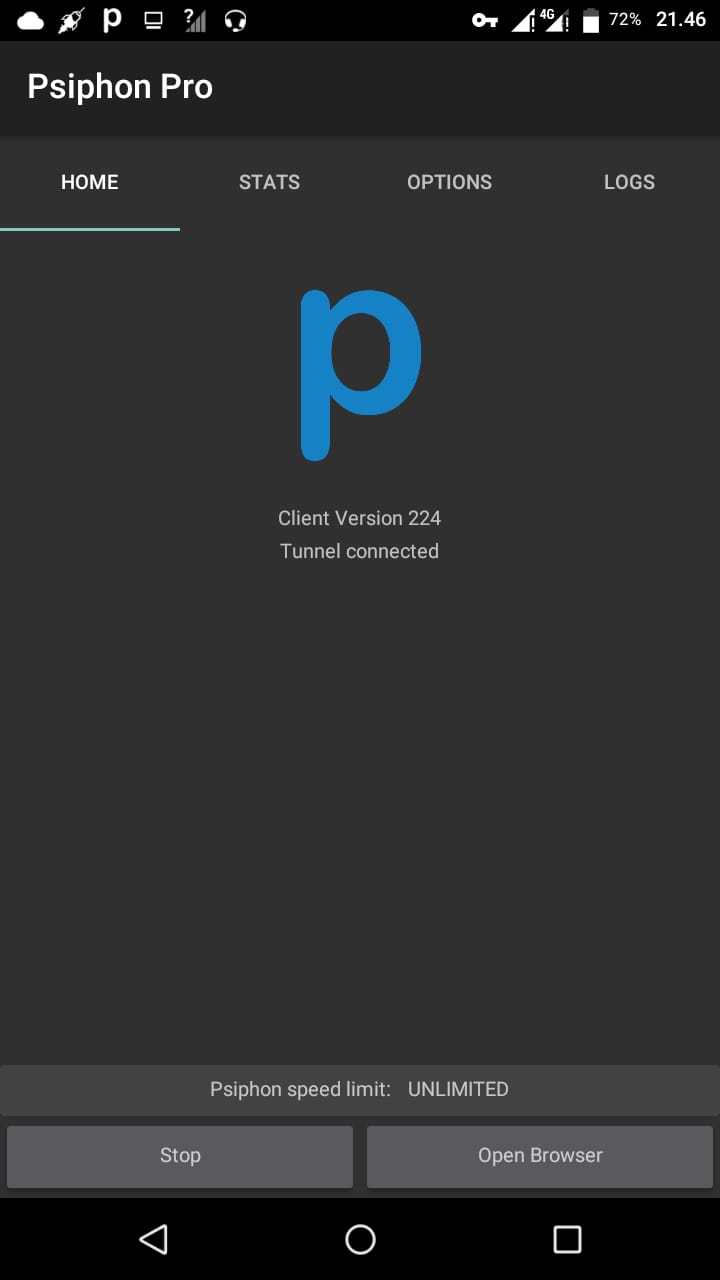 4G 72% 21.46
Psiphon Pro
HOME STATS OPTIONS LOGS
p
Client Version 224
Tunnel connected
Psiphon speed limit: UNLIMITED
Stop Open Browser